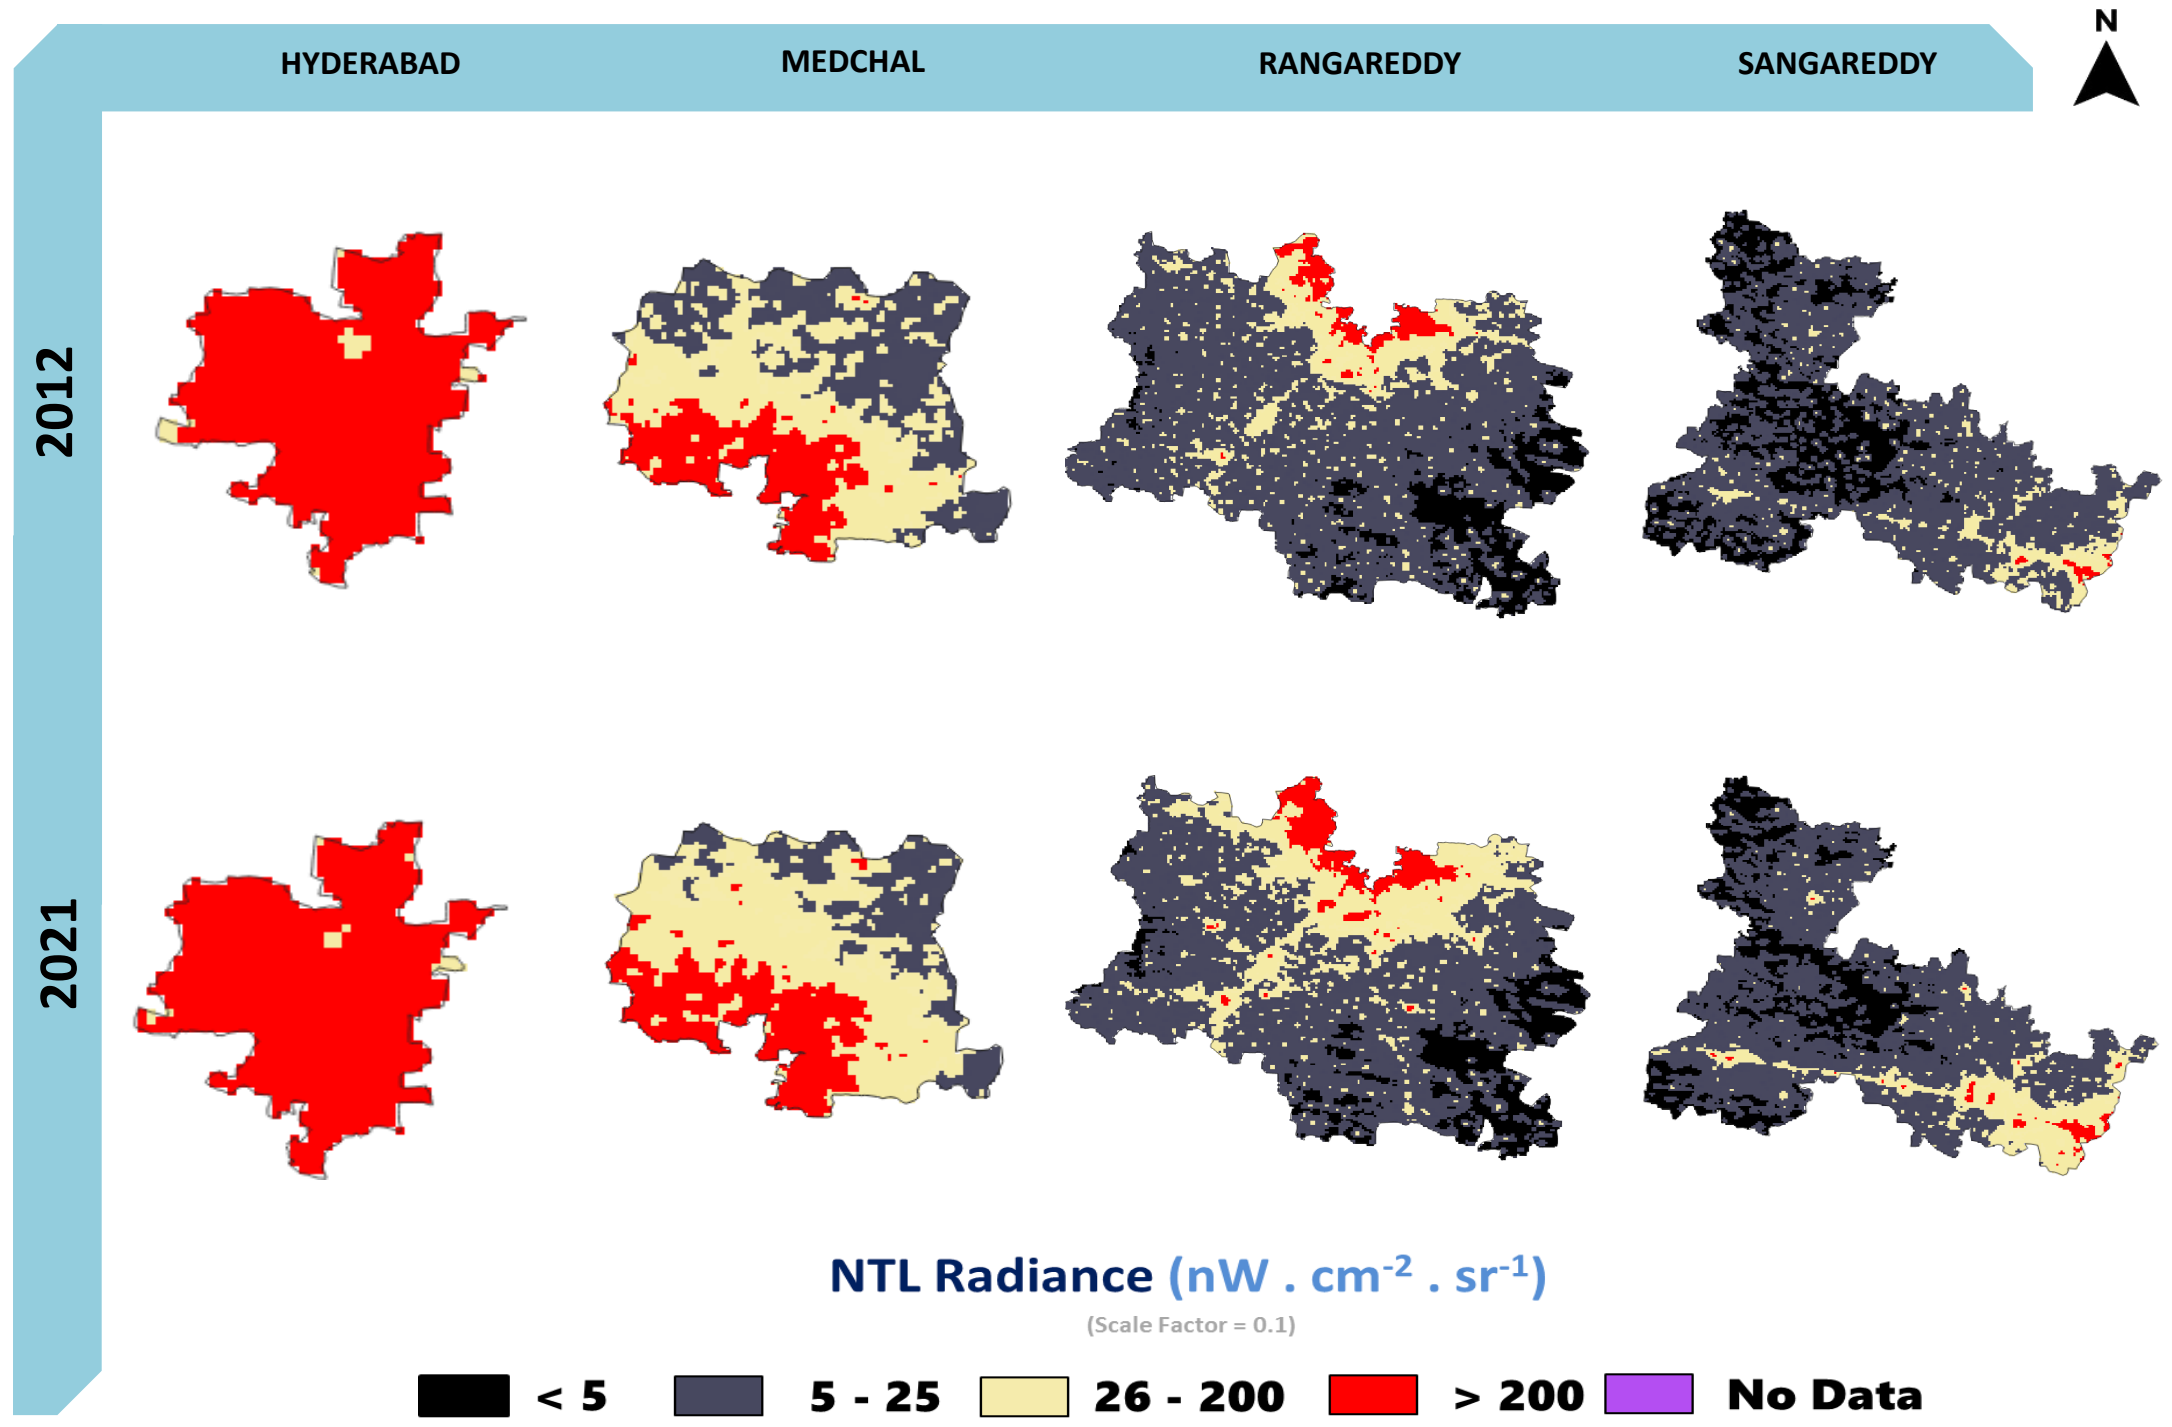 N
HYDERABAD
MEDCHAL
RANGAREDDY
SANGAREDDY
2012
2021
NTL Radiance (nW . cm⁻² . sr⁻¹)
(Scale Factor = 0.1)
< 5
5 - 25
26 - 200
> 200
No Data